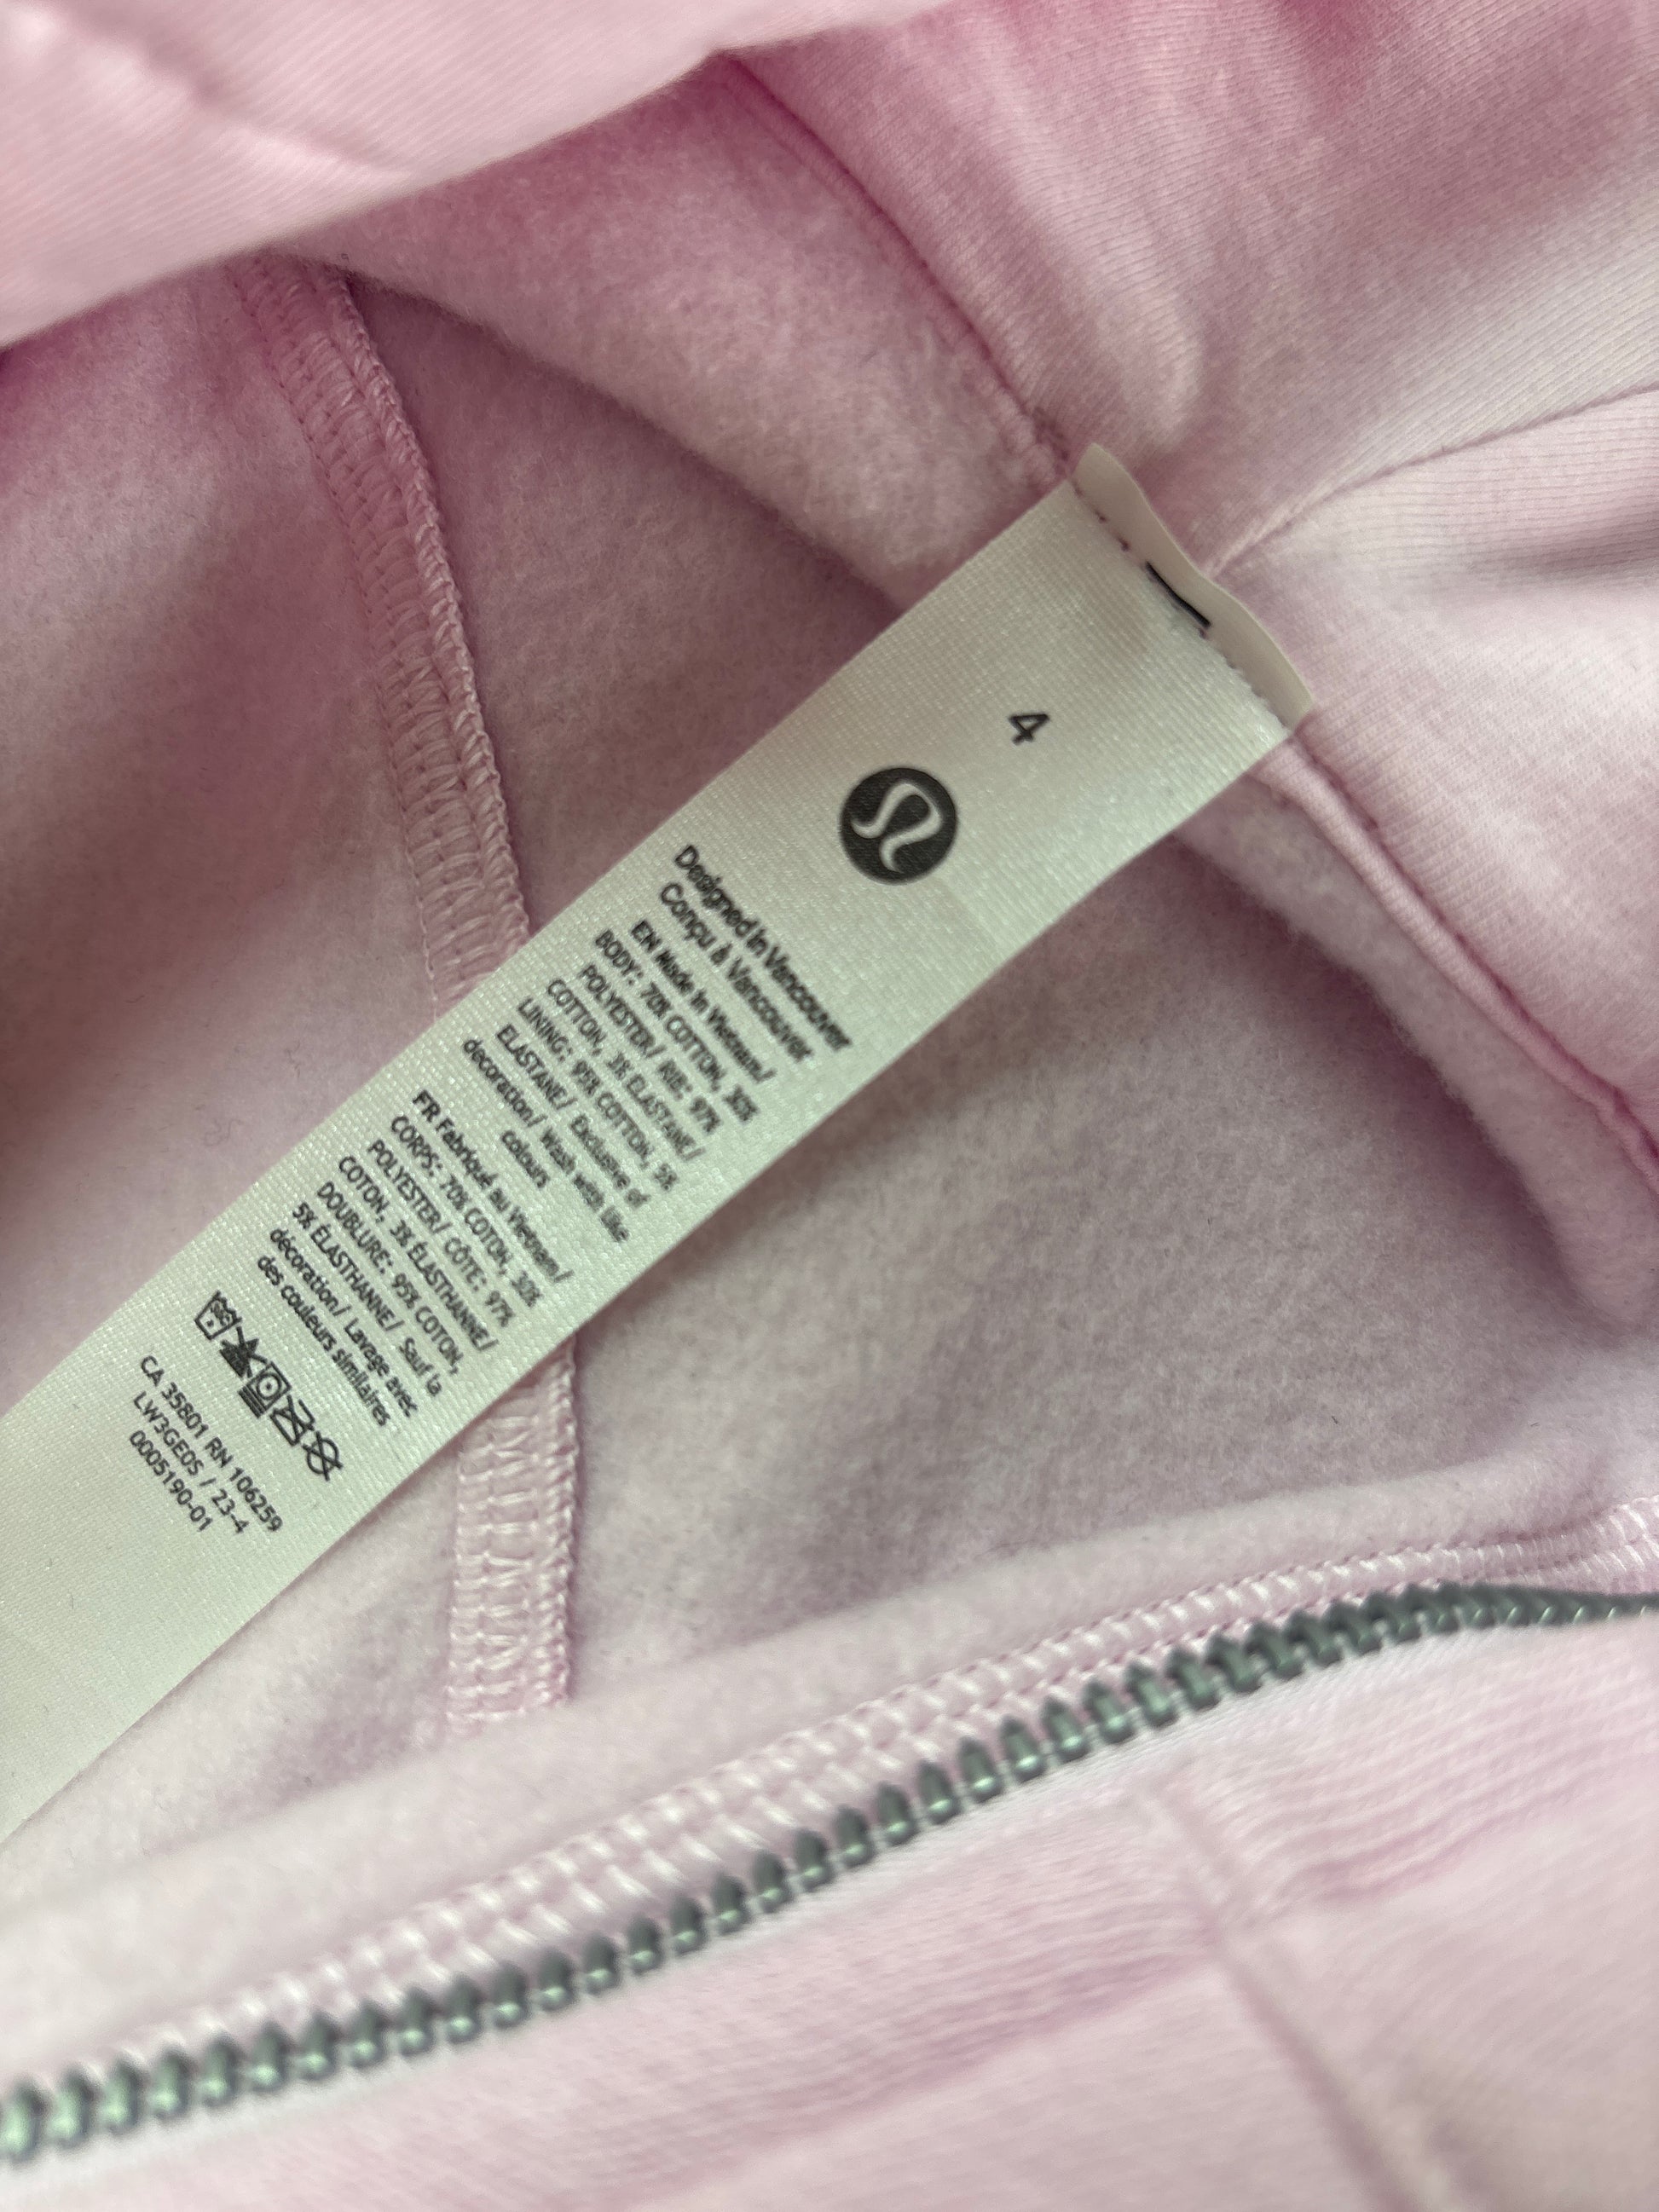 4
Designed in Vancouver
Conçu à Vancouver
EN Made in Vietnam/
BODY: 70% COTTON, 30%
POLYESTER/ RIB: 97%
COTTON, 3% ELASTANE/
LINING: 95% COTTON, 5%
ELASTANE/ Exclusive of
decoration/ Wash with like
colours
FR Fabriqué au Vietnam/
CORPS: 70% COTON, 30%
POLYESTER/ CÔTE: 97%
COTON, 3% ÉLASTHANNE/
DOUBLURE: 95% COTON,
5% ÉLASTHANNE/ Sauf la
décoration/ Lavage avec
des couleurs similaires
CA 35801 RN 106259
LW3GE0S / 23-4
0005190-01